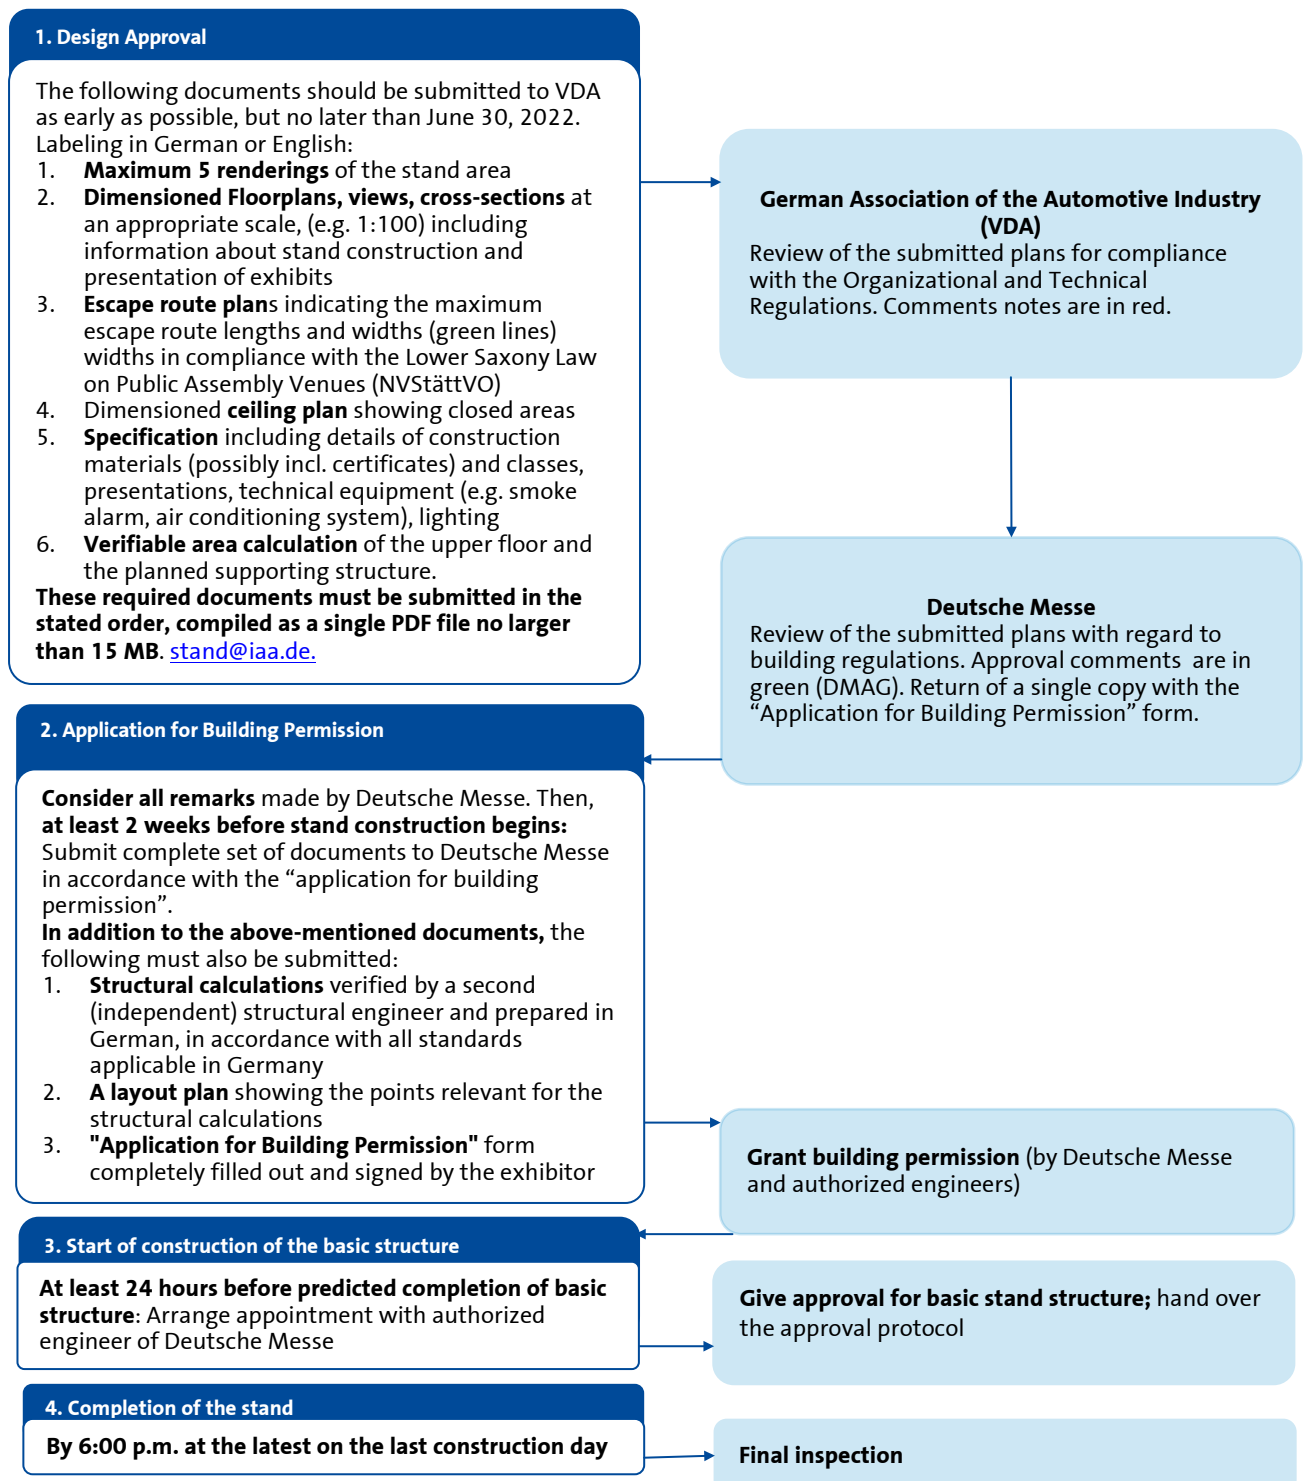 1. Design Approval
The following documents should be submitted to VDA
as early as possible, but no later than June 30, 2022.
Labeling in German or English:
1. Maximum 5 renderings of the stand area
2. Dimensioned Floorplans, views, cross-sections at
an appropriate scale, (e.g. 1:100) including
information about stand construction and
presentation of exhibits
3. Escape route plans indicating the maximum
escape route lengths and widths (green lines)
widths in compliance with the Lower Saxony Law
on Public Assembly Venues (NVStättVO)
4. Dimensioned ceiling plan showing closed areas
5. Specification including details of construction
materials (possibly incl. certificates) and classes,
presentations, technical equipment (e.g. smoke
alarm, air conditioning system), lighting
6. Verifiable area calculation of the upper floor and
the planned supporting structure.
These required documents must be submitted in the
stated order, compiled as a single PDF file no larger
than 15 MB. stand@iaa.de.
German Association of the Automotive Industry
(VDA)
Review of the submitted plans for compliance
with the Organizational and Technical
Regulations. Comments notes are in red.
Deutsche Messe
Review of the submitted plans with regard to
building regulations. Approval comments are in
green (DMAG). Return of a single copy with the
“Application for Building Permission” form.
2. Application for Building Permission
Consider all remarks made by Deutsche Messe. Then,
at least 2 weeks before stand construction begins:
Submit complete set of documents to Deutsche Messe
in accordance with the “application for building
permission”.
In addition to the above-mentioned documents, the
following must also be submitted:
1. Structural calculations verified by a second
(independent) structural engineer and prepared in
German, in accordance with all standards
applicable in Germany
2. A layout plan showing the points relevant for the
structural calculations
3. "Application for Building Permission" form
completely filled out and signed by the exhibitor
Grant building permission (by Deutsche Messe
and authorized engineers)
3. Start of construction of the basic structure
At least 24 hours before predicted completion of basic
structure: Arrange appointment with authorized
engineer of Deutsche Messe
Give approval for basic stand structure; hand over
the approval protocol
4. Completion of the stand
By 6:00 p.m. at the latest on the last construction day
Final inspection